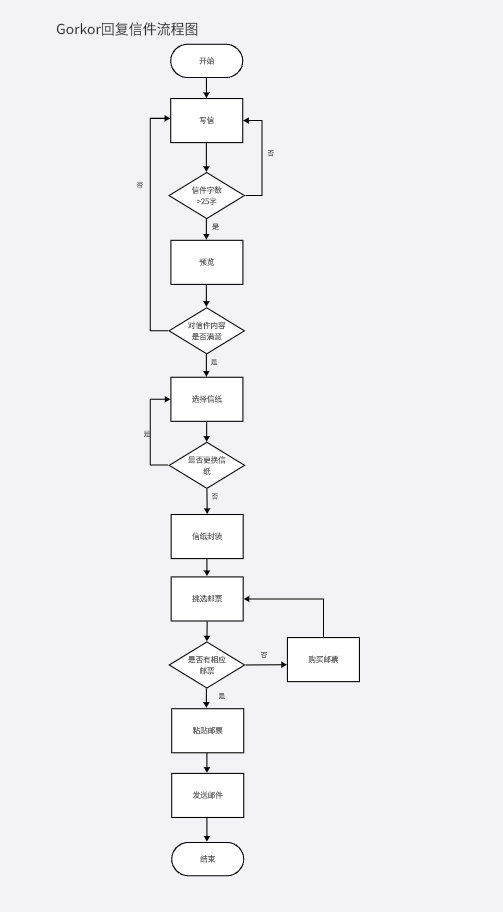 Gorkor回复信件流程图
开始
写信
否
否
信件字数
>25字
是
预览
对信件内容
是否满意
是
选择信纸
是
是否更换信
纸
否
信纸封装
挑选邮票
是否有相应
邮票
否
购买邮票
是
粘贴邮票
发送邮件
结束